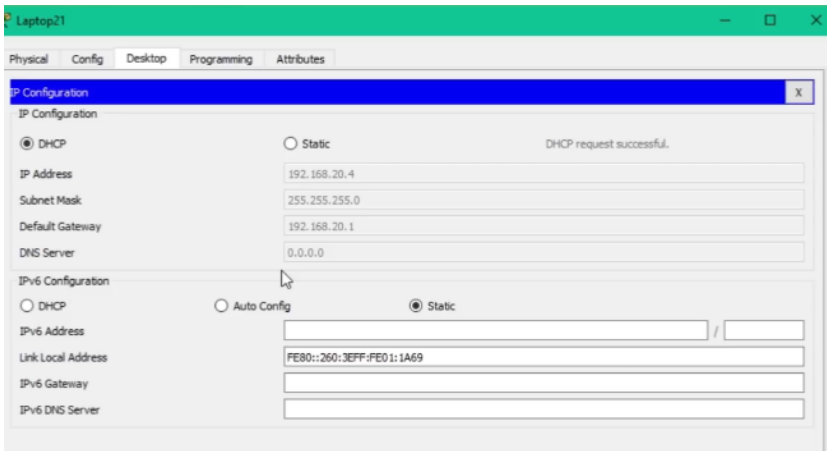 Laptop21
Physical Config Desktop Programming Attributes
IP Configuration X
IP Configuration
DHCP Static DHCP request successful.
IP Address 192.168.20.4
Subnet Mask 255.255.255.0
Default Gateway 192.168.20.1
DNS Server 0.0.0.0
IPv6 Configuration
DHCP Auto Config Static
IPv6 Address /
Link Local Address FE80::260:3EFF:FE01:1A69
IPv6 Gateway
IPv6 DNS Server